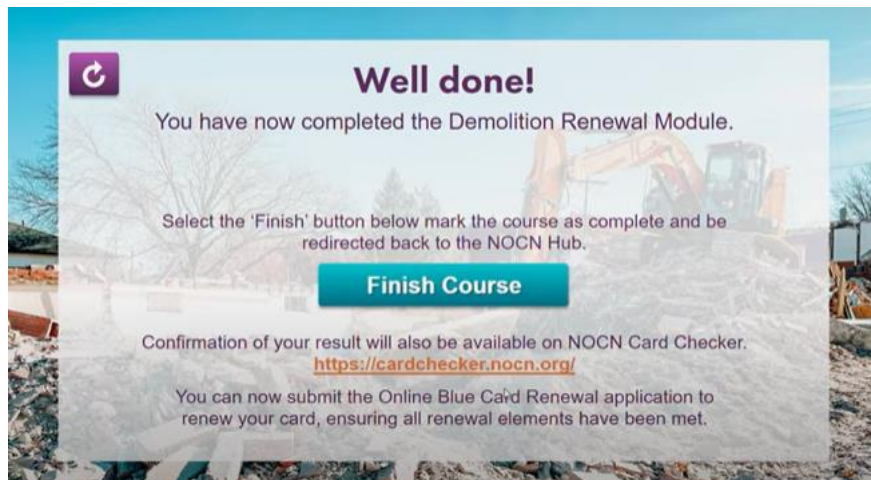 Well done!
You have now completed the Demolition Renewal Module.
Select the 'Finish' button below mark the course as complete and be
redirected back to the NOCN Hub.
Finish Course
Confirmation of your result will also be available on NOCN Card Checker.
https://cardchecker.nocn.org/
You can now submit the Online Blue Card Renewal application to
renew your card, ensuring all renewal elements have been met.